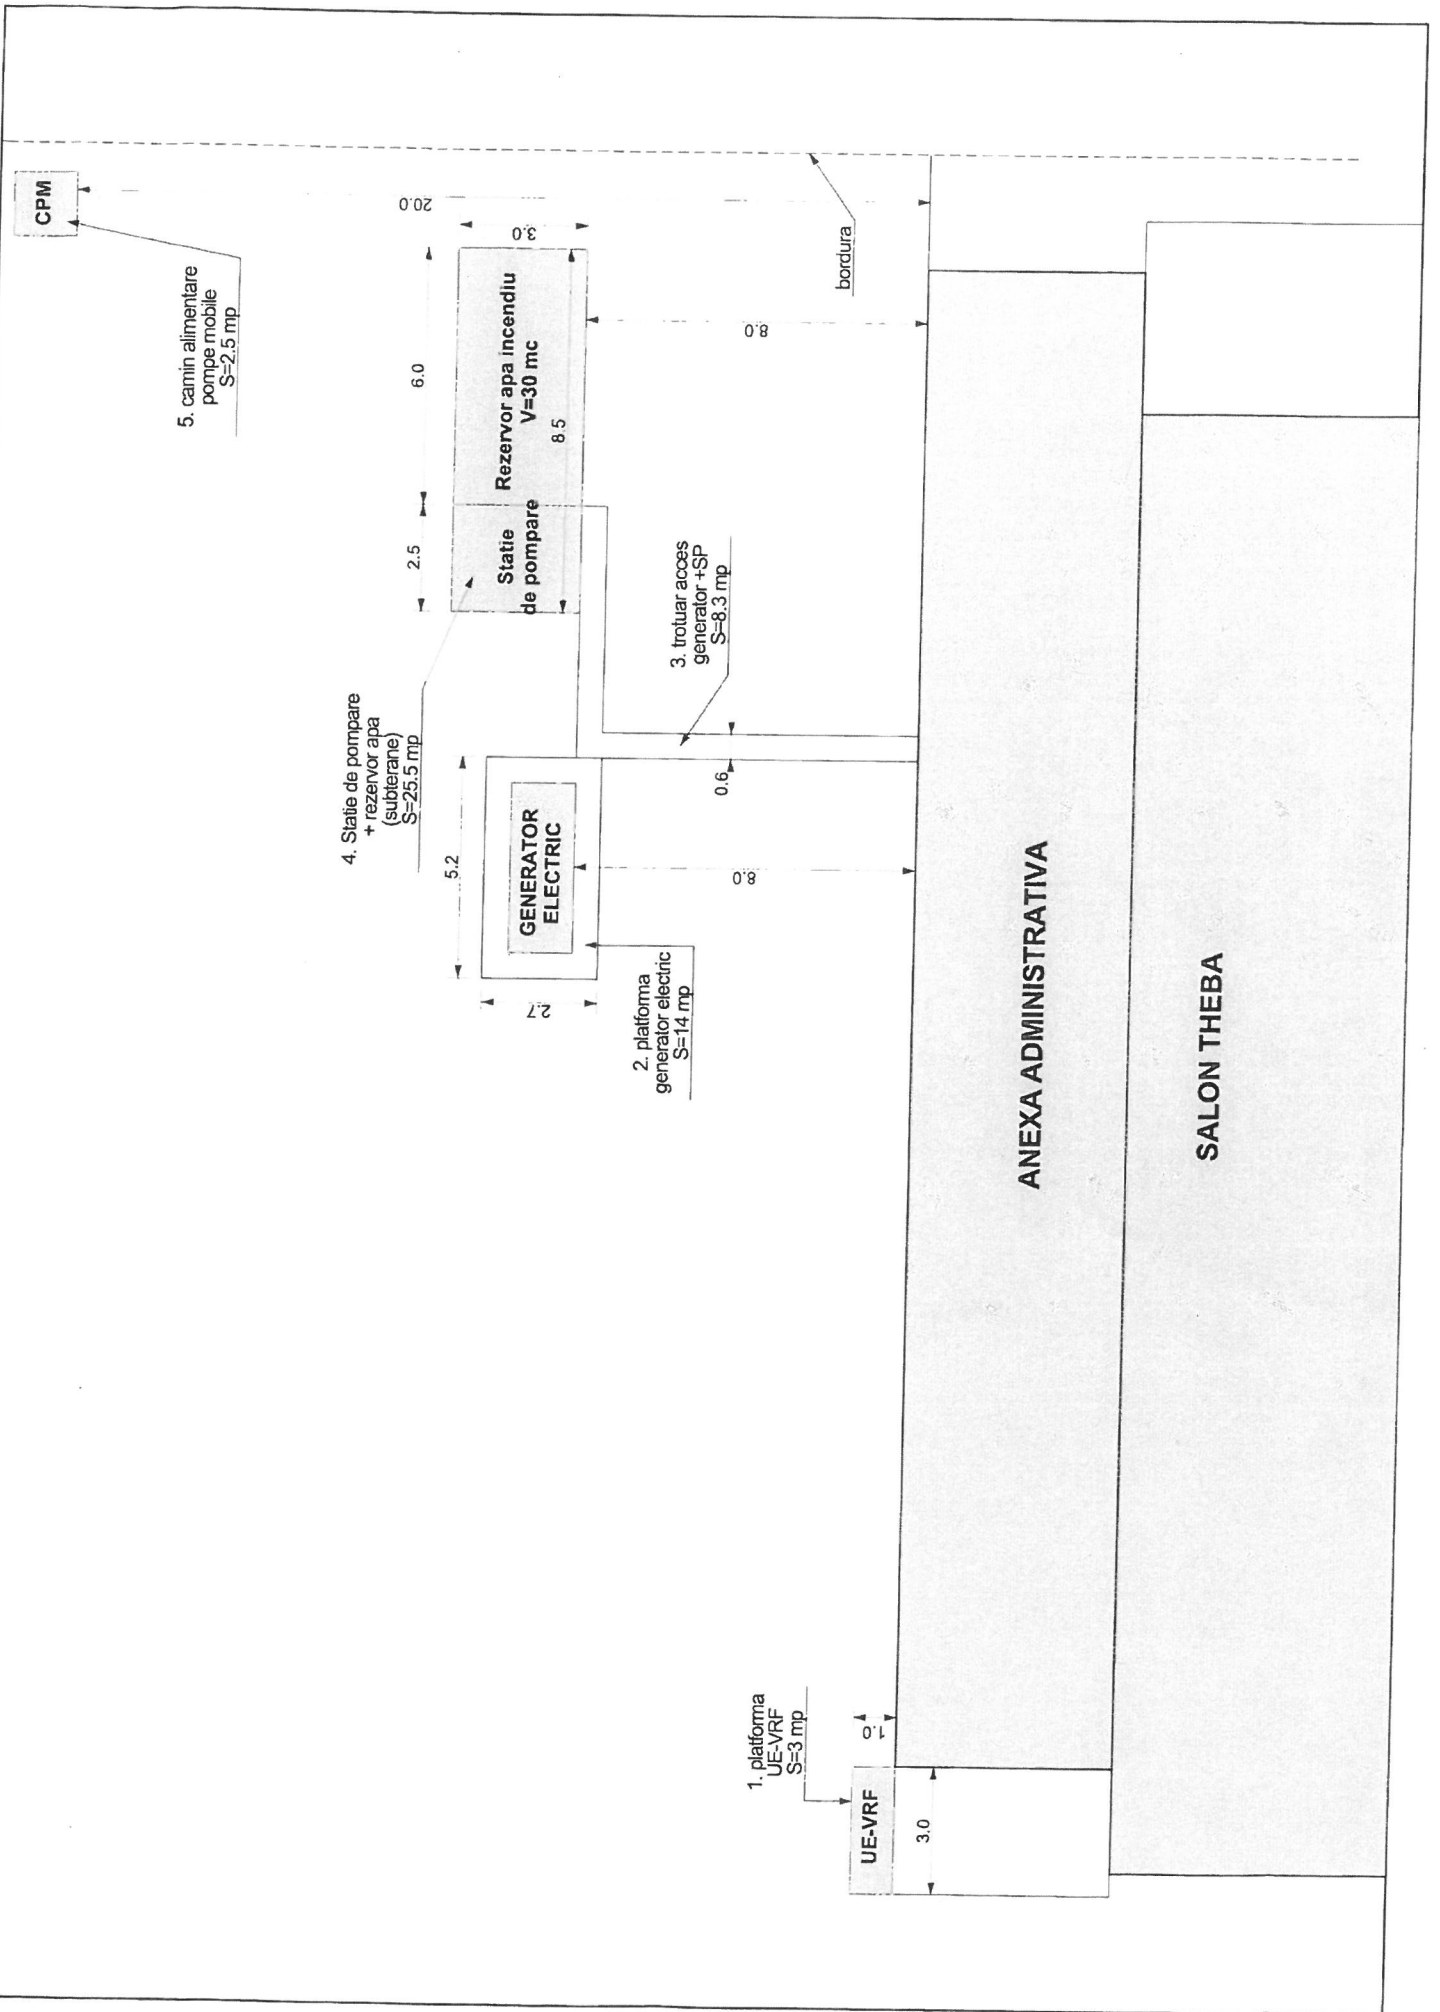 CPM
20.0
5. camin alimentare
pompe mobile
S=2.5 mp
3.0
6.0
Rezervor apa incendiu
V=30 mc
8.5
2.5
Statie
de pompare
bordura
8.0
3. trotuar acces
generator +SP
S=8.3 mp
4. Statie de pompare
+ rezervor apa
(subterane)
S=25.5 mp
0.6
5.2
GENERATOR
ELECTRIC
8.0
2.7
2. platforma
generator electric
S=14 mp
ANEXA ADMINISTRATIVA
SALON THEBA
1. platforma
UE-VRF
S=3 mp
1.0
UE-VRF
3.0